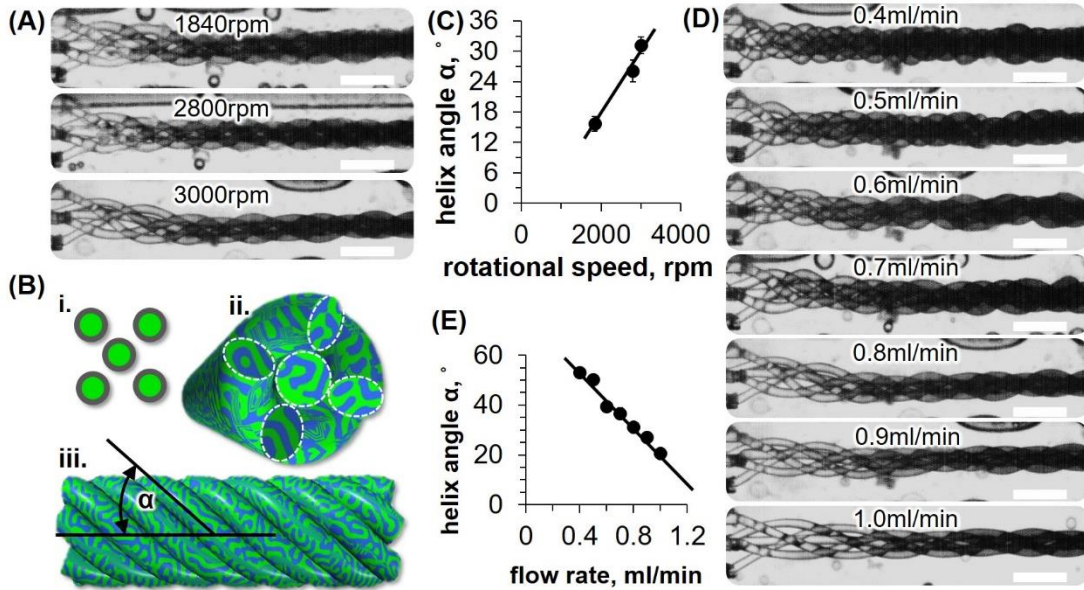 (A)
1840rpm
2800rpm
3000rpm
(B)
i.
ii.
iii.
α
(C)
helix angle α, °
36
30
24
18
12
6
0
0
2000
4000
rotational speed, rpm
(D)
0.4ml/min
0.5ml/min
0.6ml/min
0.7ml/min
0.8ml/min
0.9ml/min
1.0ml/min
(E)
helix angle α, °
60
40
20
0
0
0.4
0.8
1.2
flow rate, ml/min